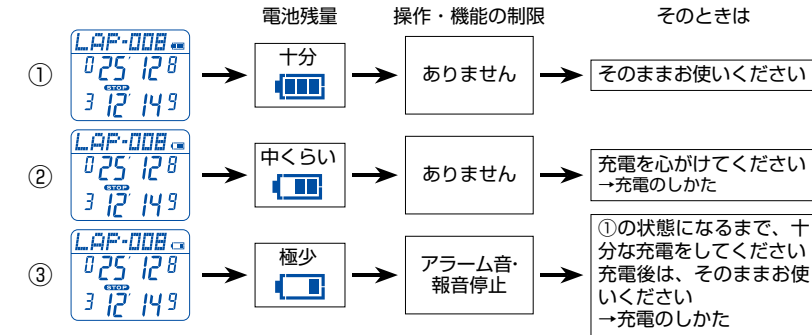 電池残量 操作・機能の制限 そのときは
① LAP-008 0 25' 12 8 STOP 3 12' 14 9 十分 ありません そのままお使いください
② LAP-008 0 25' 12 8 STOP 3 12' 14 9 中くらい ありません 充電を心がけてください
→充電のしかた
③ LAP-008 0 25' 12 8 STOP 3 12' 14 9 極少 アラーム音・
報音停止
①の状態になるまで、十
分な充電をしてください
充電後は、そのままお使
いください
→充電のしかた